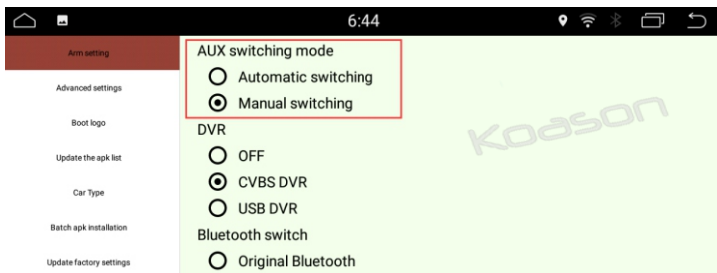 6:44
Arm setting
Advanced settings
Boot logo
Update the apk list
Car Type
Batch apk installation
Update factory settings
AUX switching mode
Automatic switching
Manual switching
DVR
OFF
CVBS DVR
USB DVR
Bluetooth switch
Original Bluetooth
Koason